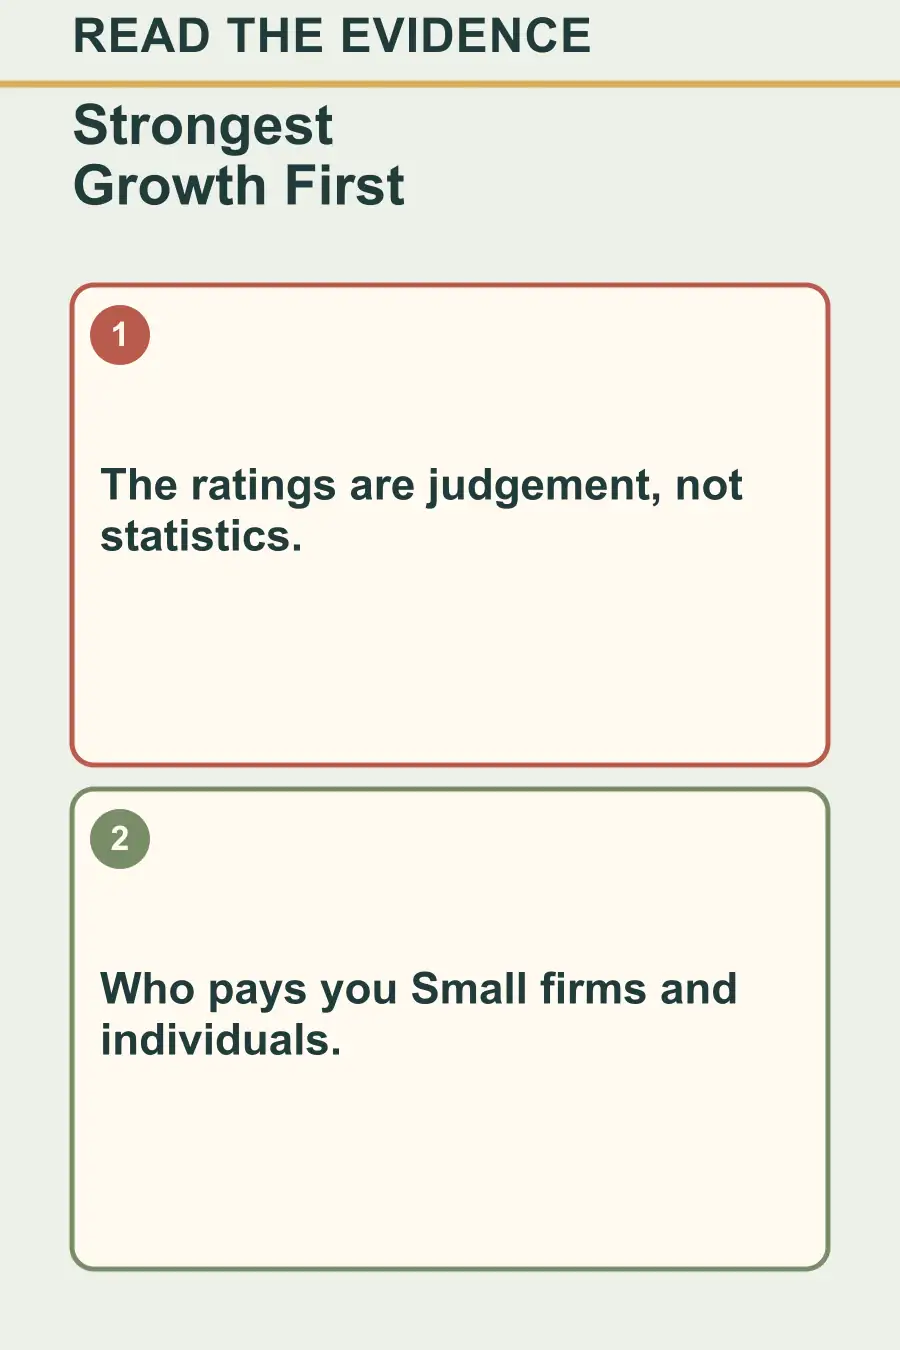 READ THE EVIDENCE
Strongest
Growth First
1
The ratings are judgement, not
statistics.
2
Who pays you Small firms and
individuals.